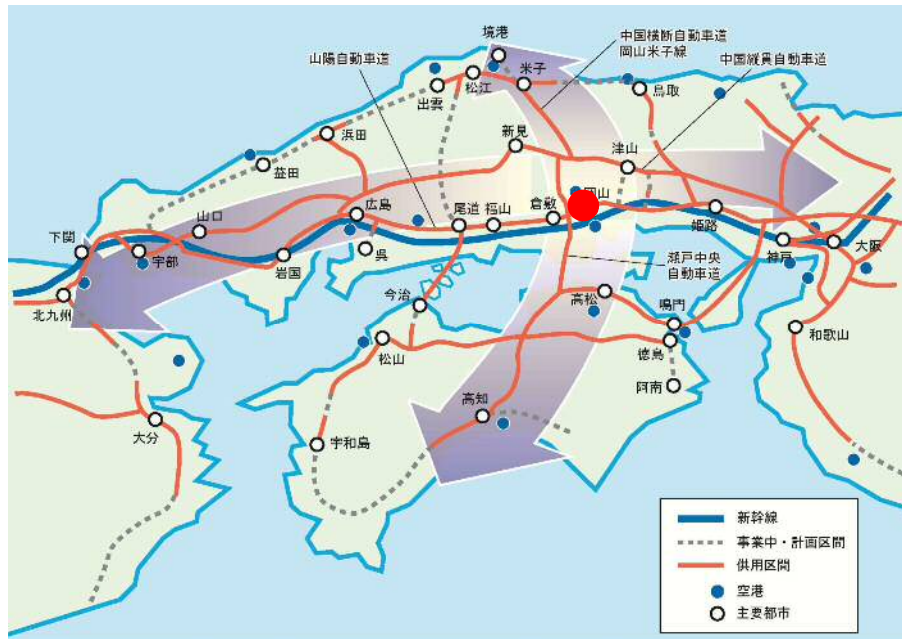 境港
中国横断自動車道
岡山米子線
山陽自動車道
中国縦貫自動車道
米子
松江
出雲
鳥取
浜田
新見
津山
益田
岡山
広島
尾道
福山
倉敷
山口
姫路
下関
宇部
岩国
呉
神戸
大阪
瀬戸中央
自動車道
北九州
今治
高松
鳴門
和歌山
松山
徳島
阿南
高知
大分
宇和島
新幹線
事業中・計画区間
供用区間
空港
主要都市